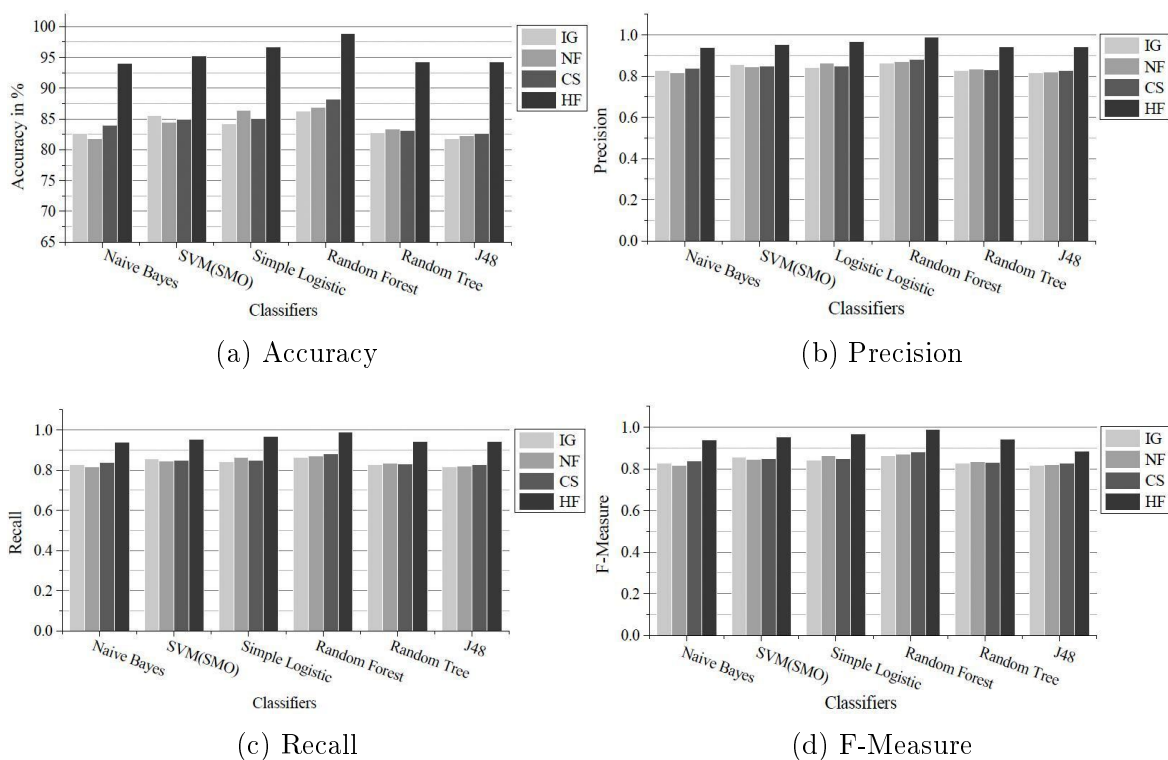 100
95
90
85
80
75
70
65
Accuracy in %
Naive Bayes
SVM(SMO)
Simple Logistic
Random Forest
Random Tree
J48
Classifiers
IG
NF
CS
HF
(a) Accuracy
1.0
0.8
0.6
0.4
0.2
0.0
Precision
Naive Bayes
SVM(SMO)
Logistic Logistic
Random Forest
Random Tree
J48
Classifiers
IG
NF
CS
HF
(b) Precision
1.0
0.8
0.6
0.4
0.2
0.0
Recall
Naive Bayes
SVM(SMO)
Simple Logistic
Random Forest
Random Tree
J48
Classifiers
IG
NF
CS
HF
(c) Recall
1.0
0.8
0.6
0.4
0.2
0.0
F-Measure
Naive Bayes
SVM(SMO)
Simple Logistic
Random Forest
Random Tree
J48
Classifiers
IG
NF
CS
HF
(d) F-Measure